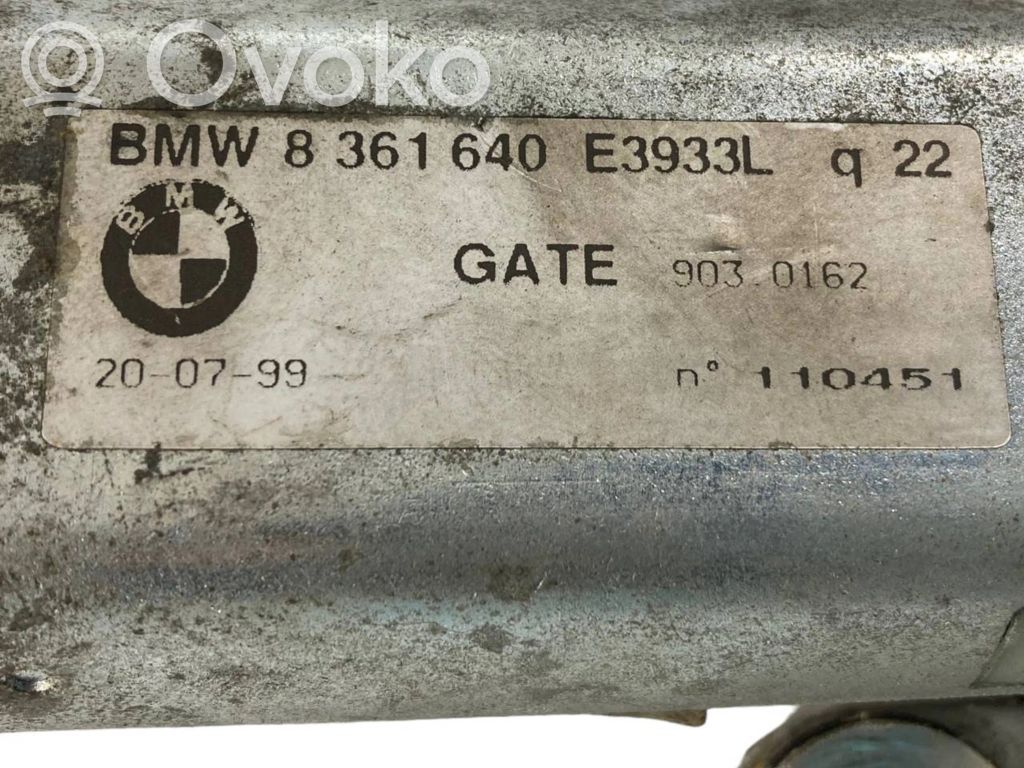 Ovoko
BMW 8 361 640 E3933L q 22
BMW
GATE 903.0162
20-07-99 n° 110451